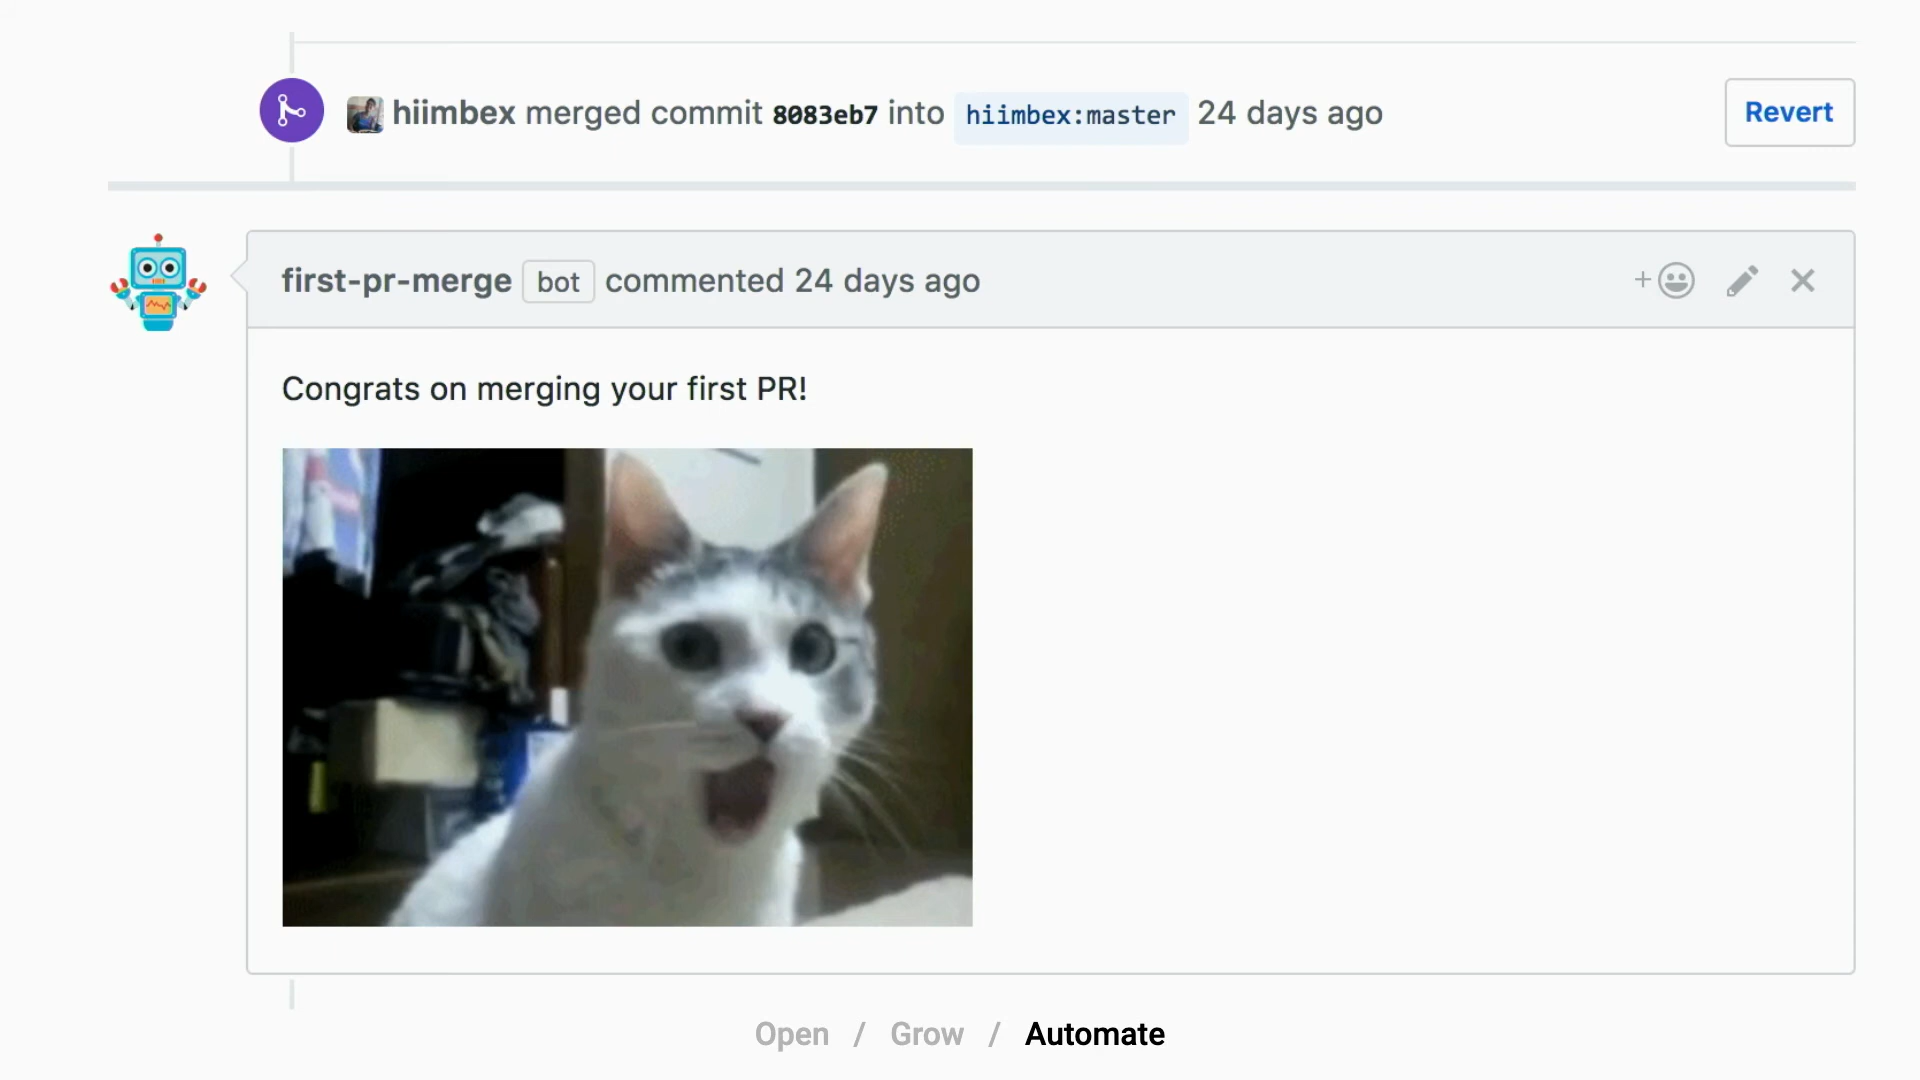 hiimbex merged commit 8083eb7 into hiimbex:master 24 days ago
Revert
first-pr-merge bot commented 24 days ago
Congrats on merging your first PR!
Open / Grow / Automate